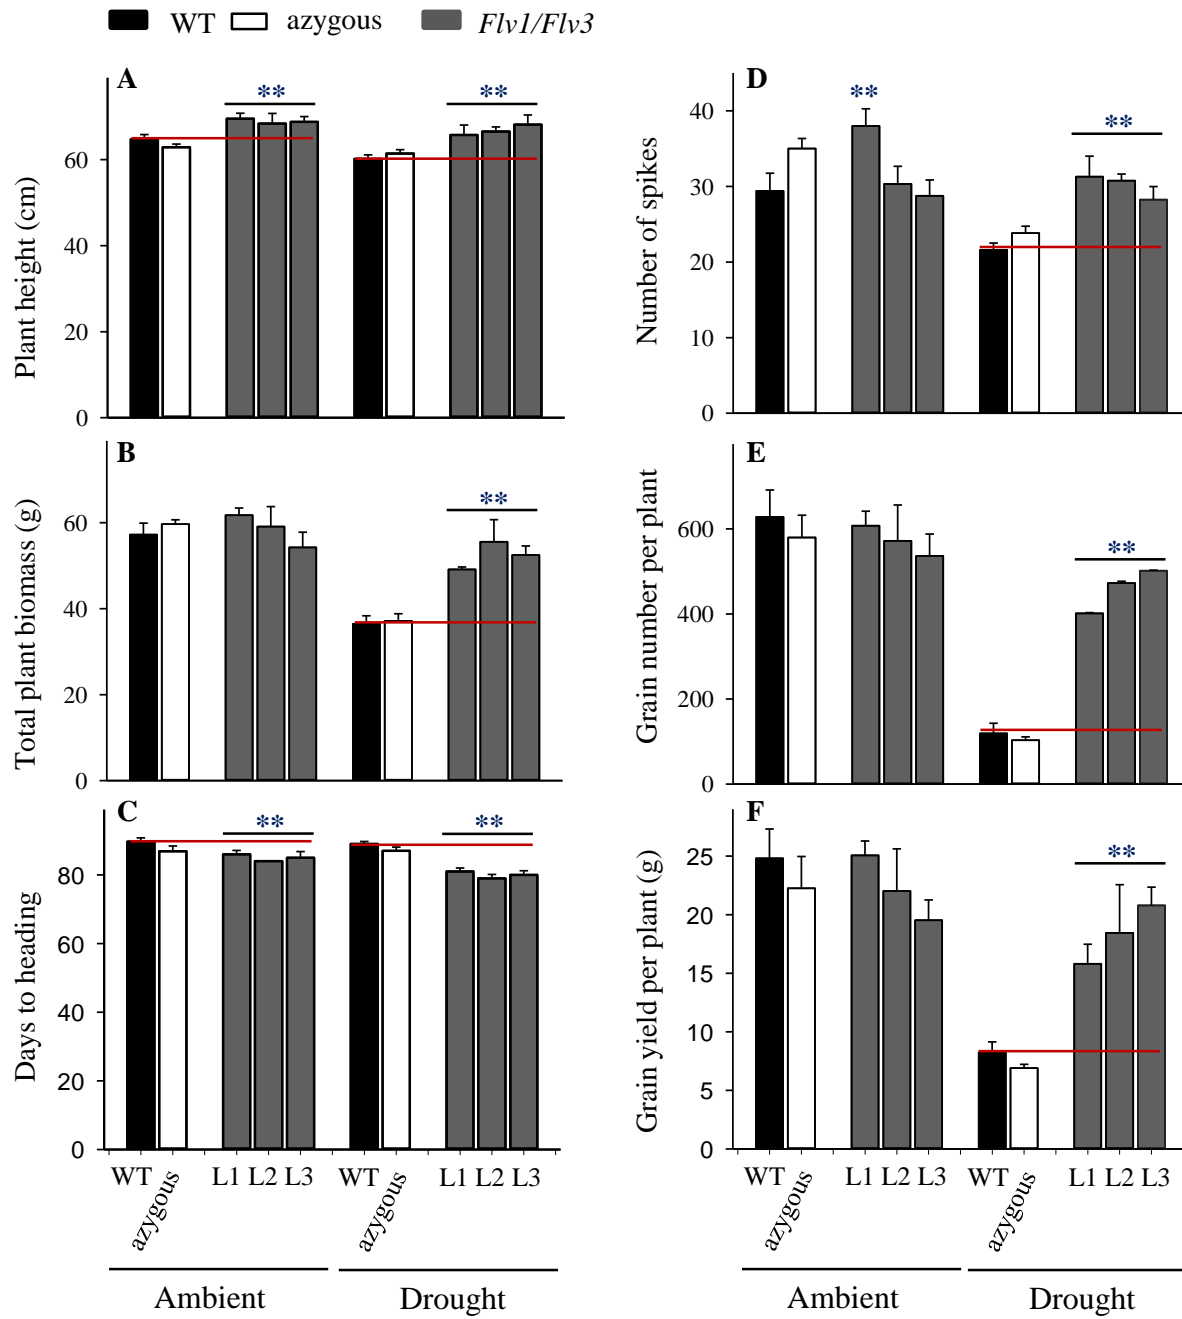 WT azygous Flv1/Flv3
A
** **
Plant height (cm)
60
40
20
0
B
**
Total plant biomass (g)
60
40
20
0
C
** **
Days to heading
80
60
40
20
0
WT azygous L1 L2 L3 WT azygous L1 L2 L3
Ambient Drought
D
** **
Number of spikes
40
30
20
10
0
E
**
Grain number per plant
600
400
200
0
F
**
Grain yield per plant (g)
25
20
15
10
5
0
WT azygous L1 L2 L3 WT azygous L1 L2 L3
Ambient Drought